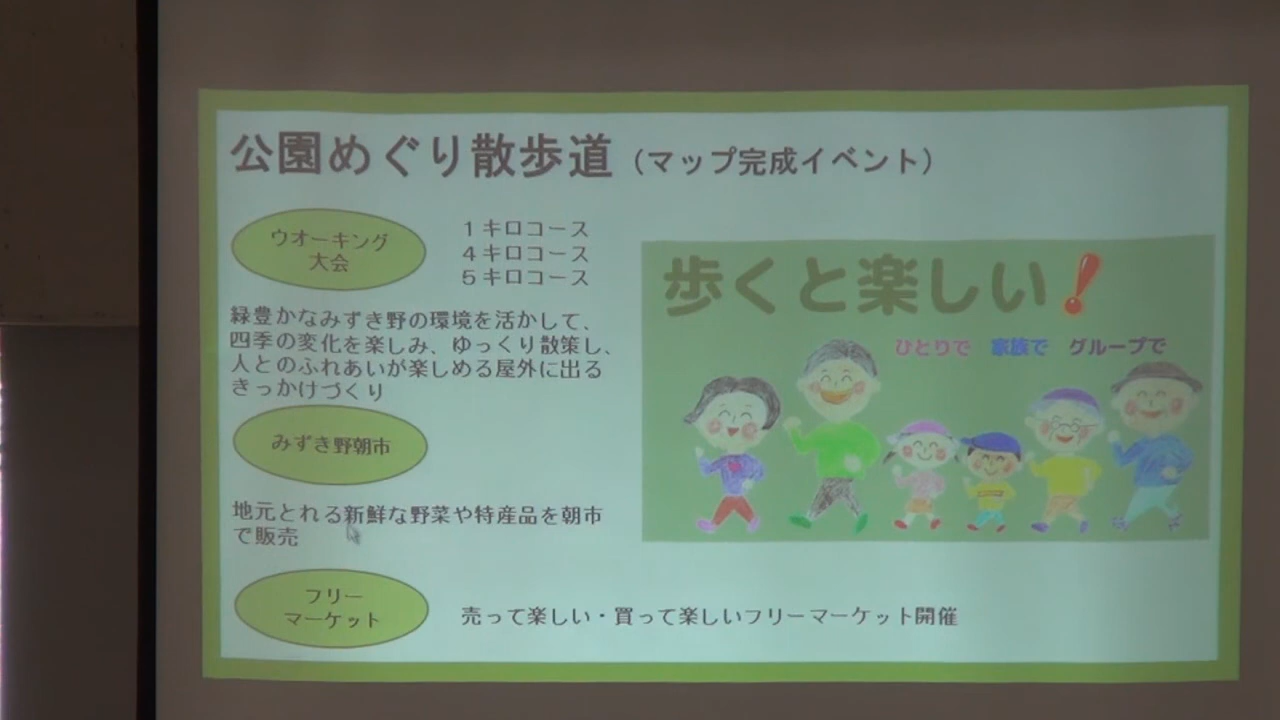 公園めぐり散歩道（マップ完成イベント）
ウオーキング
大会
１キロコース
４キロコース
５キロコース
緑豊かなみずき野の環境を活かして、
四季の変化を楽しみ、ゆっくり散策し、
人とのふれあいが楽しめる屋外に出る
きっかけづくり
歩くと楽しい！
ひとりで 家族で グループで
みずき野朝市
地元とれる新鮮な野菜や特産品を朝市
で販売
フリー
マーケット
売って楽しい・買って楽しいフリーマーケット開催